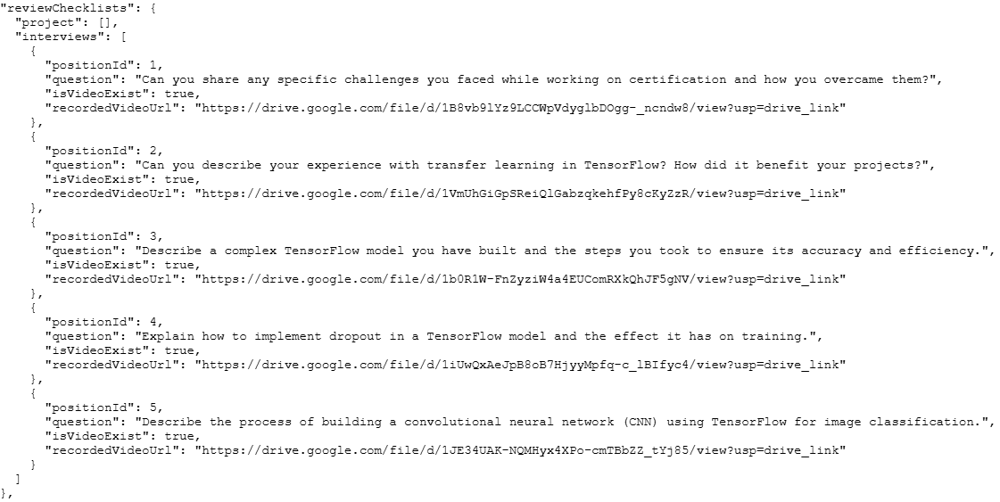 "reviewChecklists": {
  "project": [],
  "interviews": [
    {
      "positionId": 1,
      "question": "Can you share any specific challenges you faced while working on certification and how you overcame them?",
      "isVideoExist": true,
      "recordedVideoUrl": "https://drive.google.com/file/d/1B8vb9lYz9LCCWpVdyglbDOgg-_ncndw8/view?usp=drive_link"
    },
    {
      "positionId": 2,
      "question": "Can you describe your experience with transfer learning in TensorFlow? How did it benefit your projects?",
      "isVideoExist": true,
      "recordedVideoUrl": "https://drive.google.com/file/d/1VmUhGiGpSReiQlGabzqkehfPy8cKyZzR/view?usp=drive_link"
    },
    {
      "positionId": 3,
      "question": "Describe a complex TensorFlow model you have built and the steps you took to ensure its accuracy and efficiency.",
      "isVideoExist": true,
      "recordedVideoUrl": "https://drive.google.com/file/d/1b0RlW-FnZyziW4a4EUComRXkQhJF5gNV/view?usp=drive_link"
    },
    {
      "positionId": 4,
      "question": "Explain how to implement dropout in a TensorFlow model and the effect it has on training.",
      "isVideoExist": true,
      "recordedVideoUrl": "https://drive.google.com/file/d/1iUwQxAeJpB8oB7HjyyMpfq-c_lBIfyc4/view?usp=drive_link"
    },
    {
      "positionId": 5,
      "question": "Describe the process of building a convolutional neural network (CNN) using TensorFlow for image classification.",
      "isVideoExist": true,
      "recordedVideoUrl": "https://drive.google.com/file/d/1JE34UAK-NQMHyx4XPo-cmTBbZZ_tYj85/view?usp=drive_link"
    }
  ]
},